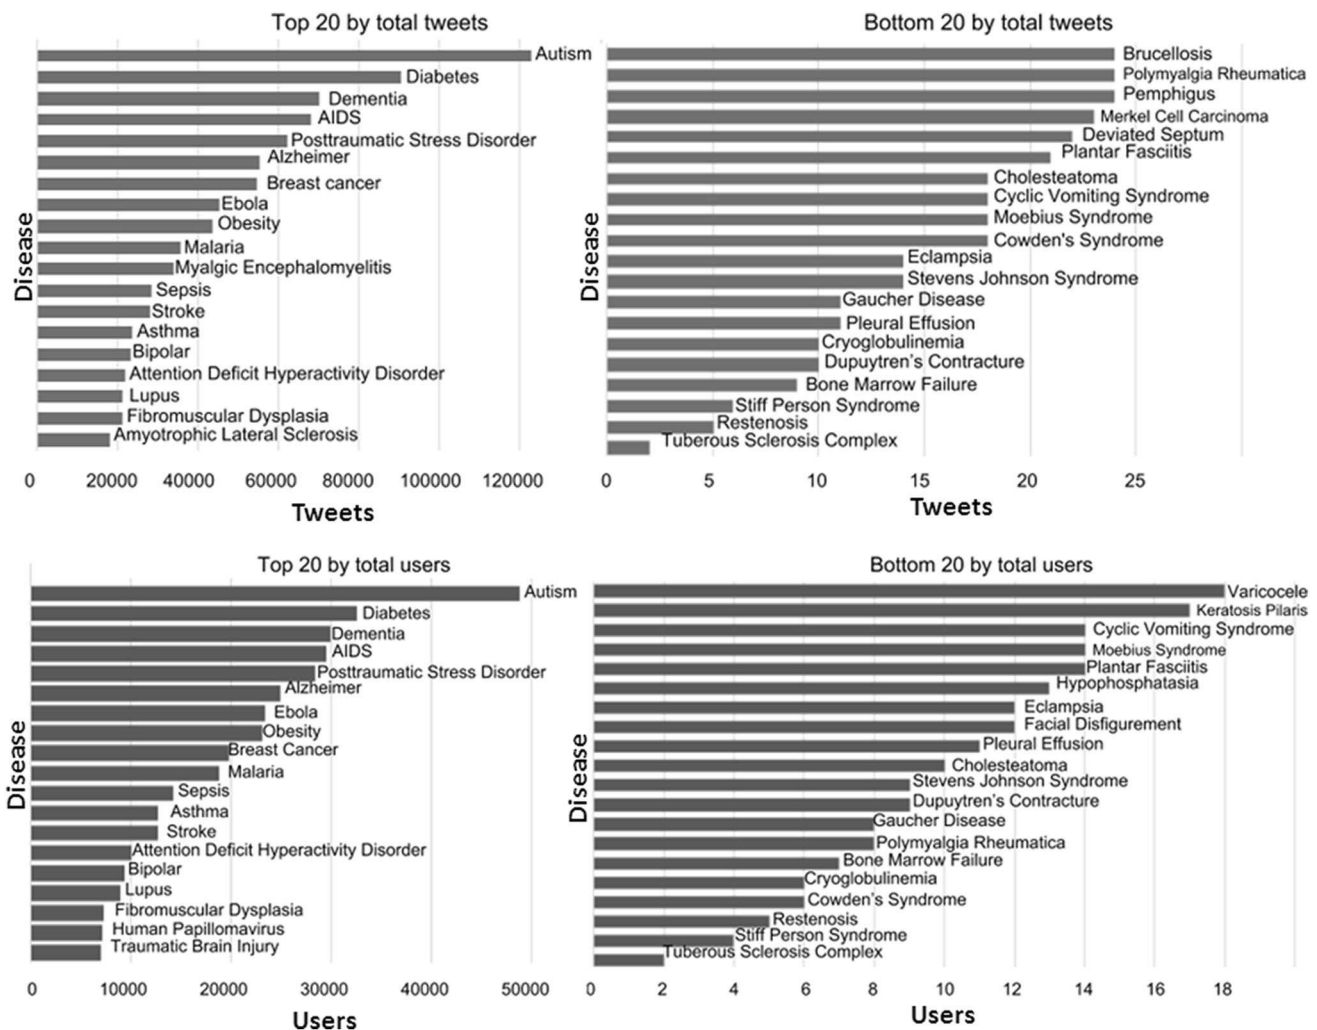 Top 20 by total tweets
Disease
Autism
Diabetes
Dementia
AIDS
Posttraumatic Stress Disorder
Alzheimer
Breast cancer
Ebola
Obesity
Malaria
Myalgic Encephalomyelitis
Sepsis
Stroke
Asthma
Bipolar
Attention Deficit Hyperactivity Disorder
Lupus
Fibromuscular Dysplasia
Amyotrophic Lateral Sclerosis
0 20000 40000 60000 80000 100000 120000
Tweets
Bottom 20 by total tweets
Disease
Brucellosis
Polymyalgia Rheumatica
Pemphigus
Merkel Cell Carcinoma
Deviated Septum
Plantar Fasciitis
Cholesteatoma
Cyclic Vomiting Syndrome
Moebius Syndrome
Cowden's Syndrome
Eclampsia
Stevens Johnson Syndrome
Gaucher Disease
Pleural Effusion
Cryoglobulinemia
Dupuytren's Contracture
Bone Marrow Failure
Stiff Person Syndrome
Restenosis
Tuberous Sclerosis Complex
0 5 10 15 20 25
Tweets
Top 20 by total users
Disease
Autism
Diabetes
Dementia
AIDS
Posttraumatic Stress Disorder
Alzheimer
Ebola
Obesity
Breast Cancer
Malaria
Sepsis
Asthma
Stroke
Attention Deficit Hyperactivity Disorder
Bipolar
Lupus
Fibromuscular Dysplasia
Human Papillomavirus
Traumatic Brain Injury
0 10000 20000 30000 40000 50000
Users
Bottom 20 by total users
Disease
Varicocele
Keratosis Pilaris
Cyclic Vomiting Syndrome
Moebius Syndrome
Plantar Fasciitis
Hypophosphatasia
Eclampsia
Facial Disfigurement
Pleural Effusion
Cholesteatoma
Stevens Johnson Syndrome
Dupuytren's Contracture
Gaucher Disease
Polymyalgia Rheumatica
Bone Marrow Failure
Cryoglobulinemia
Cowden's Syndrome
Restenosis
Stiff Person Syndrome
Tuberous Sclerosis Complex
0 2 4 6 8 10 12 14 16 18
Users